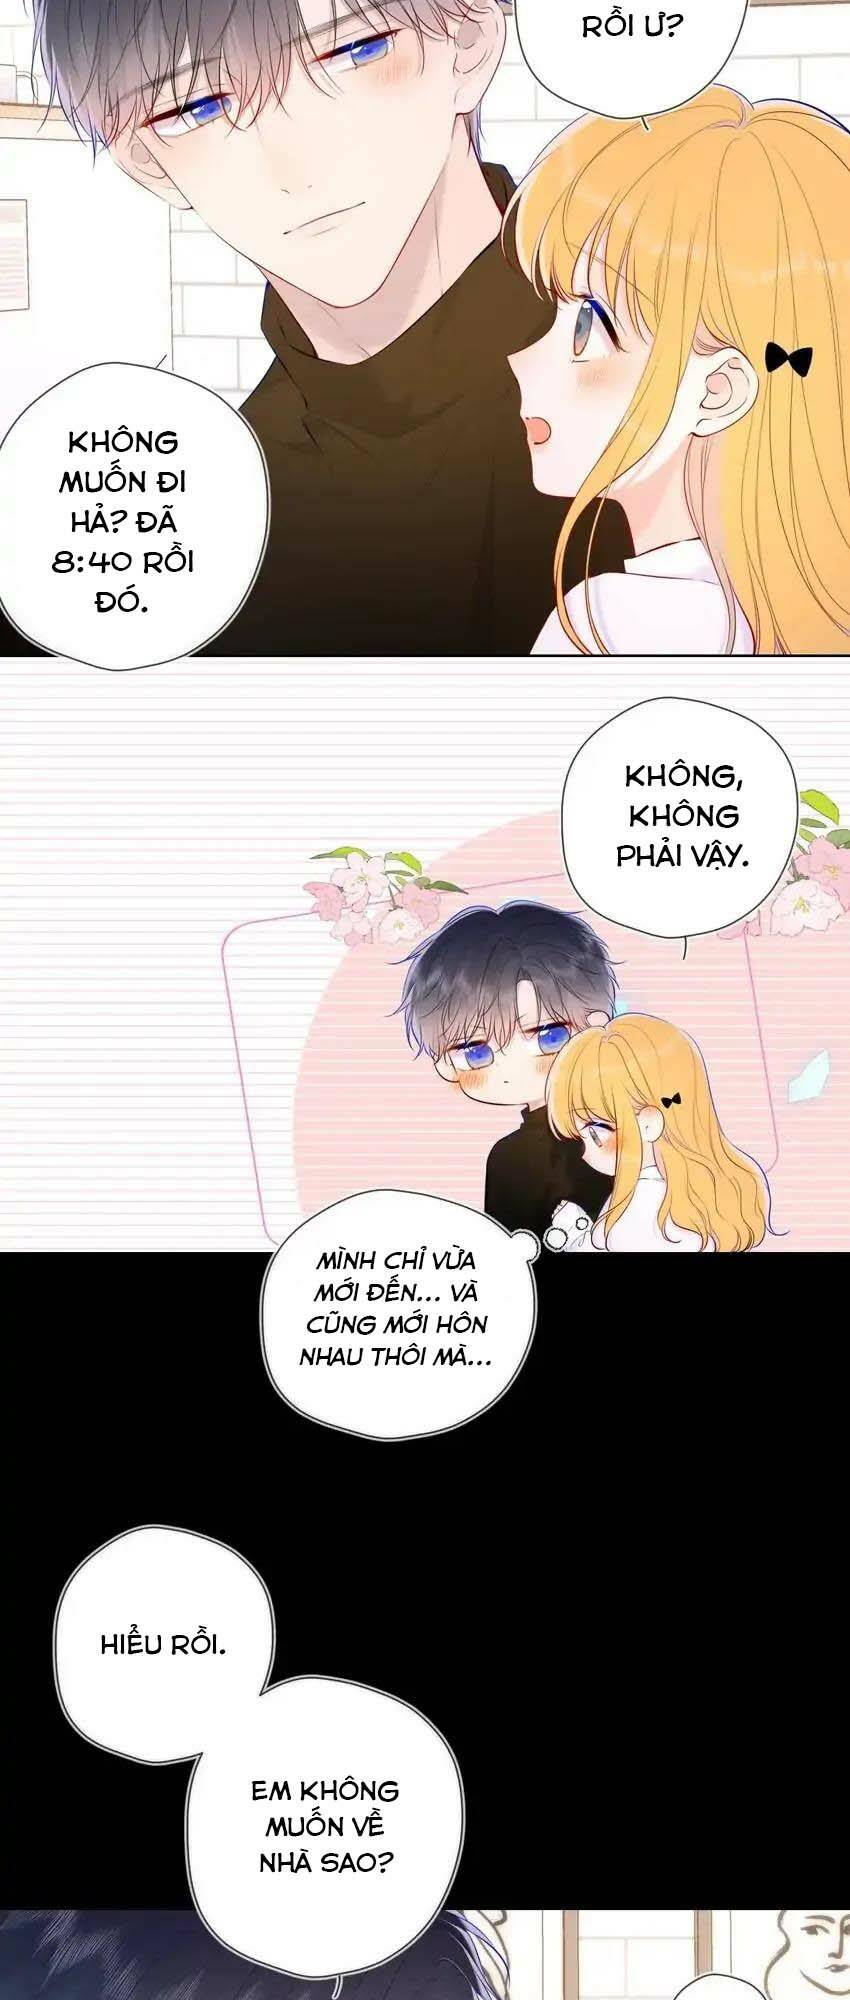 RỒI Ư?
KHÔNG
MUỐN ĐI
HẢ? ĐÃ
8:40 RỒI
ĐÓ.
KHÔNG,
KHÔNG
PHẢI VẬY.
MÌNH CHỈ VỪA
MỚI ĐẾN... VÀ
CŨNG MỚI HÔN
NHAU THÔI MÀ...
HIỂU RỒI.
EM KHÔNG
MUỐN VỀ
NHÀ SAO?